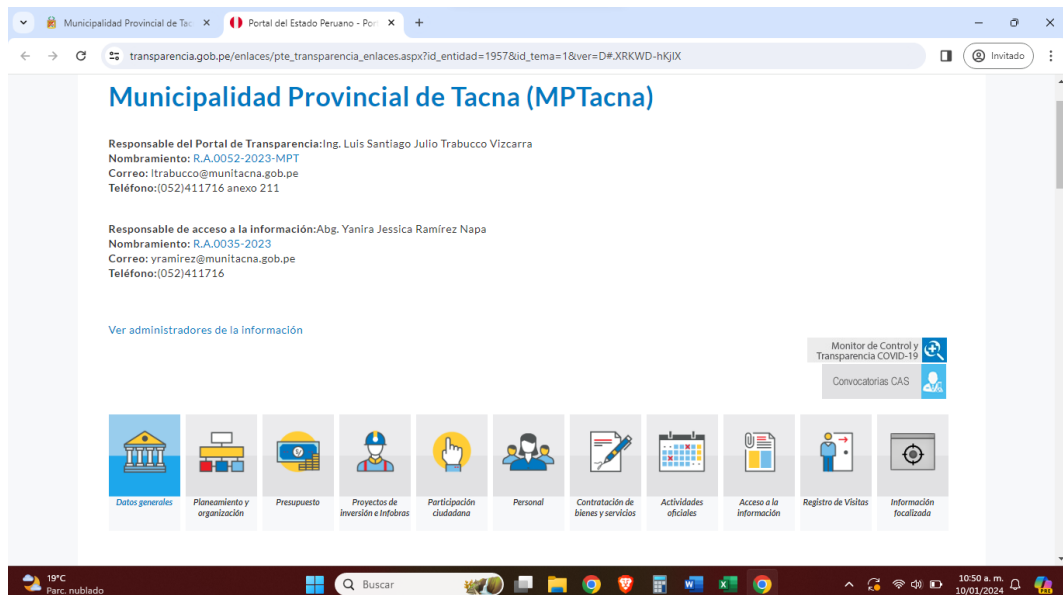 Municipalidad Provincial de Tac
Portal del Estado Peruano - Por
transparencia.gob.pe/enlaces/pte_transparencia_enlaces.aspx?id_entidad=1957&id_tema=1&ver=D#.XRKWD-hKjIX
Invitado
Municipalidad Provincial de Tacna (MPTacna)
Responsable del Portal de Transparencia:Ing. Luis Santiago Julio Trabucco Vizcarra
Nombramiento: R.A.0052-2023-MPT
Correo: ltrabucco@munitacna.gob.pe
Teléfono:(052)411716 anexo 211
Responsable de acceso a la información:Abg. Yanira Jessica Ramírez Napa
Nombramiento: R.A.0035-2023
Correo: yramirez@munitacna.gob.pe
Teléfono:(052)411716
Ver administradores de la información
Monitor de Control y
Transparencia COVID-19
Convocatorias CAS
Datos generales
Planeamiento y
organización
Presupuesto
Proyectos de
inversión e Infobras
Participación
ciudadana
Personal
Contratación de
bienes y servicios
Actividades
oficiales
Acceso a la
información
Registro de Visitas
Información
focalizada
19°C
Parc. nublado
Buscar
10:50 a. m.
10/01/2024